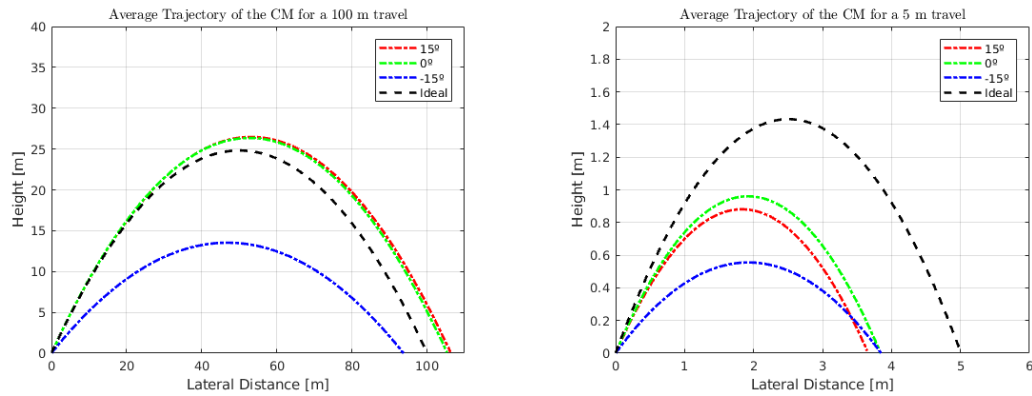 Average Trajectory of the CM for a 100 m travel
40
35
30
25
20
15
10
5
0
Height [m]
0 20 40 60 80 100
Lateral Distance [m]
15º
0º
-15º
Ideal
Average Trajectory of the CM for a 5 m travel
2
1.8
1.6
1.4
1.2
1
0.8
0.6
0.4
0.2
0
Height [m]
0 1 2 3 4 5 6
Lateral Distance [m]
15º
0º
-15º
Ideal